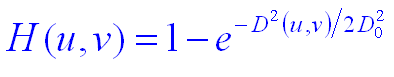 H(u,v) = 1 − e^{−D²(u,v)/2D₀²}